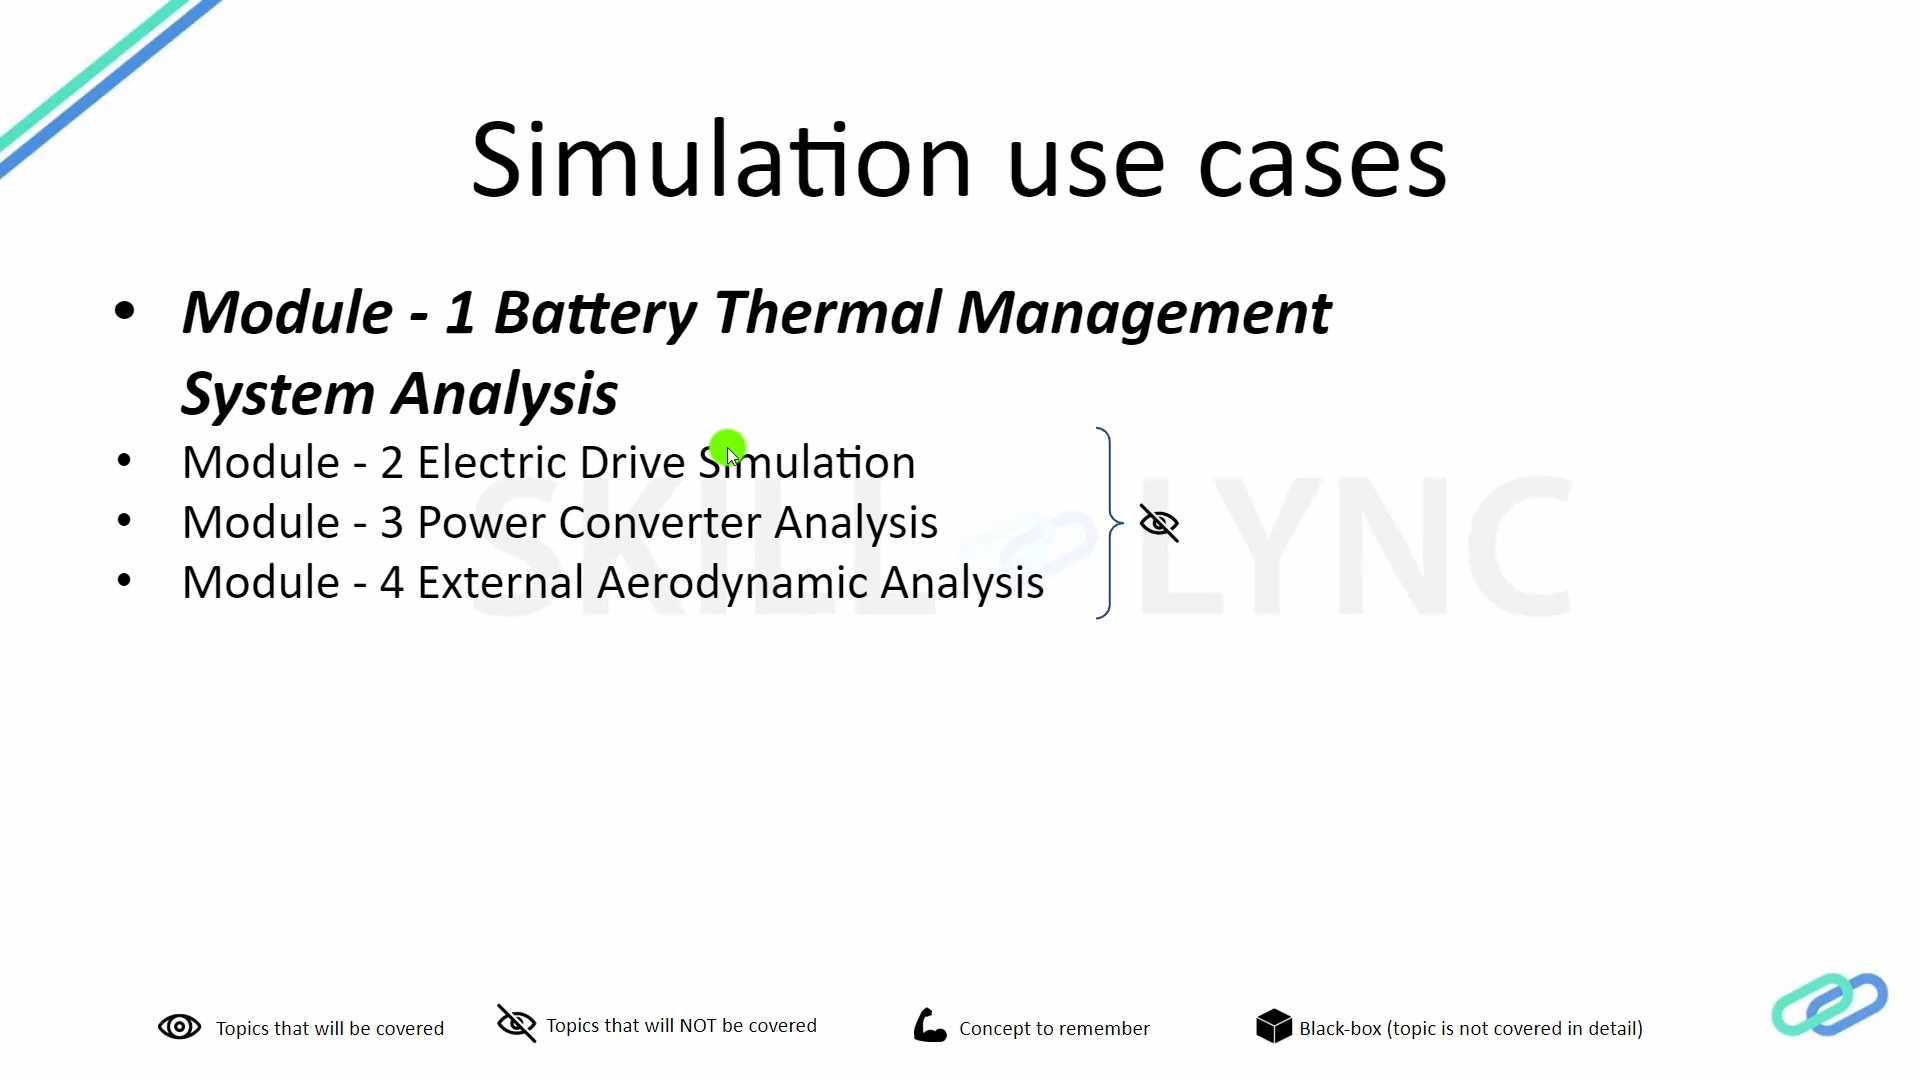 Simulation use cases
• Module - 1 Battery Thermal Management
System Analysis
• Module - 2 Electric Drive Simulation
• Module - 3 Power Converter Analysis
• Module - 4 External Aerodynamic Analysis
SKILL LYNC
Topics that will be covered
Topics that will NOT be covered
Concept to remember
Black-box (topic is not covered in detail)